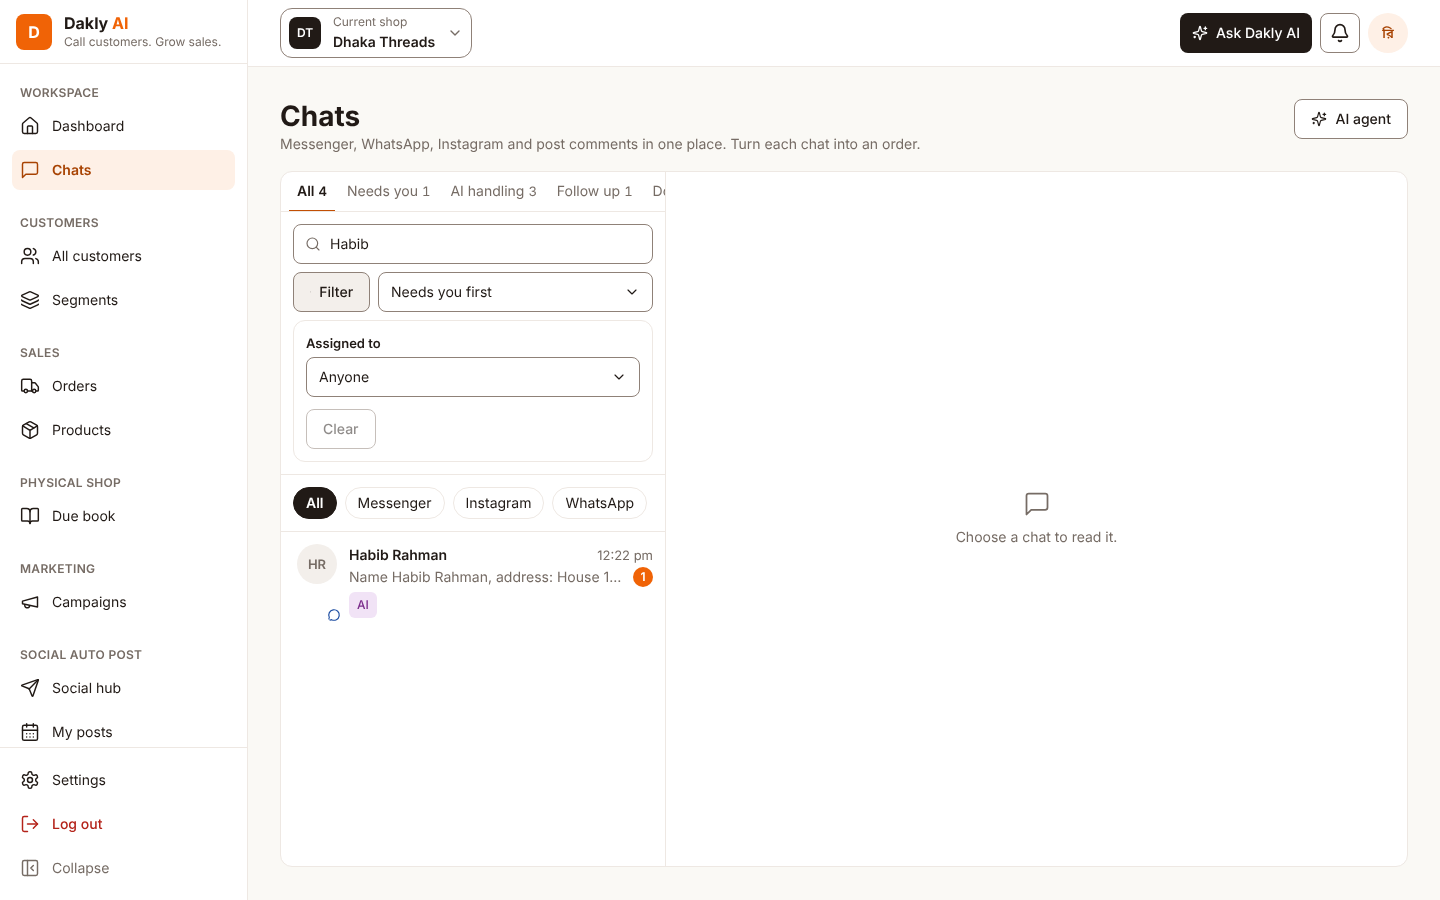 D
Dakly AI
Call customers. Grow sales.
WORKSPACE
Dashboard
Chats
CUSTOMERS
All customers
Segments
SALES
Orders
Products
PHYSICAL SHOP
Due book
MARKETING
Campaigns
SOCIAL AUTO POST
Social hub
My posts
Settings
Log out
Collapse
DT
Current shop
Dhaka Threads
Ask Dakly AI
রি
Chats
Messenger, WhatsApp, Instagram and post comments in one place. Turn each chat into an order.
AI agent
All 4 Needs you 1 AI handling 3 Follow up 1
Habib
Filter
Needs you first
Assigned to
Anyone
Clear
All Messenger Instagram WhatsApp
HR
Habib Rahman 12:22 pm
Name Habib Rahman, address: House 1... 1
AI
Choose a chat to read it.